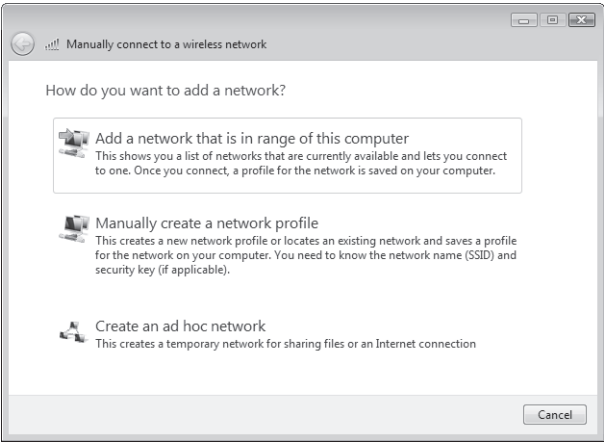 Manually connect to a wireless network
How do you want to add a network?
Add a network that is in range of this computer
This shows you a list of networks that are currently available and lets you connect
to one. Once you connect, a profile for the network is saved on your computer.
Manually create a network profile
This creates a new network profile or locates an existing network and saves a profile
for the network on your computer. You need to know the network name (SSID) and
security key (if applicable).
Create an ad hoc network
This creates a temporary network for sharing files or an Internet connection
Cancel